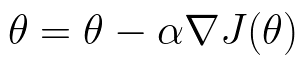 θ = θ − α∇J(θ)